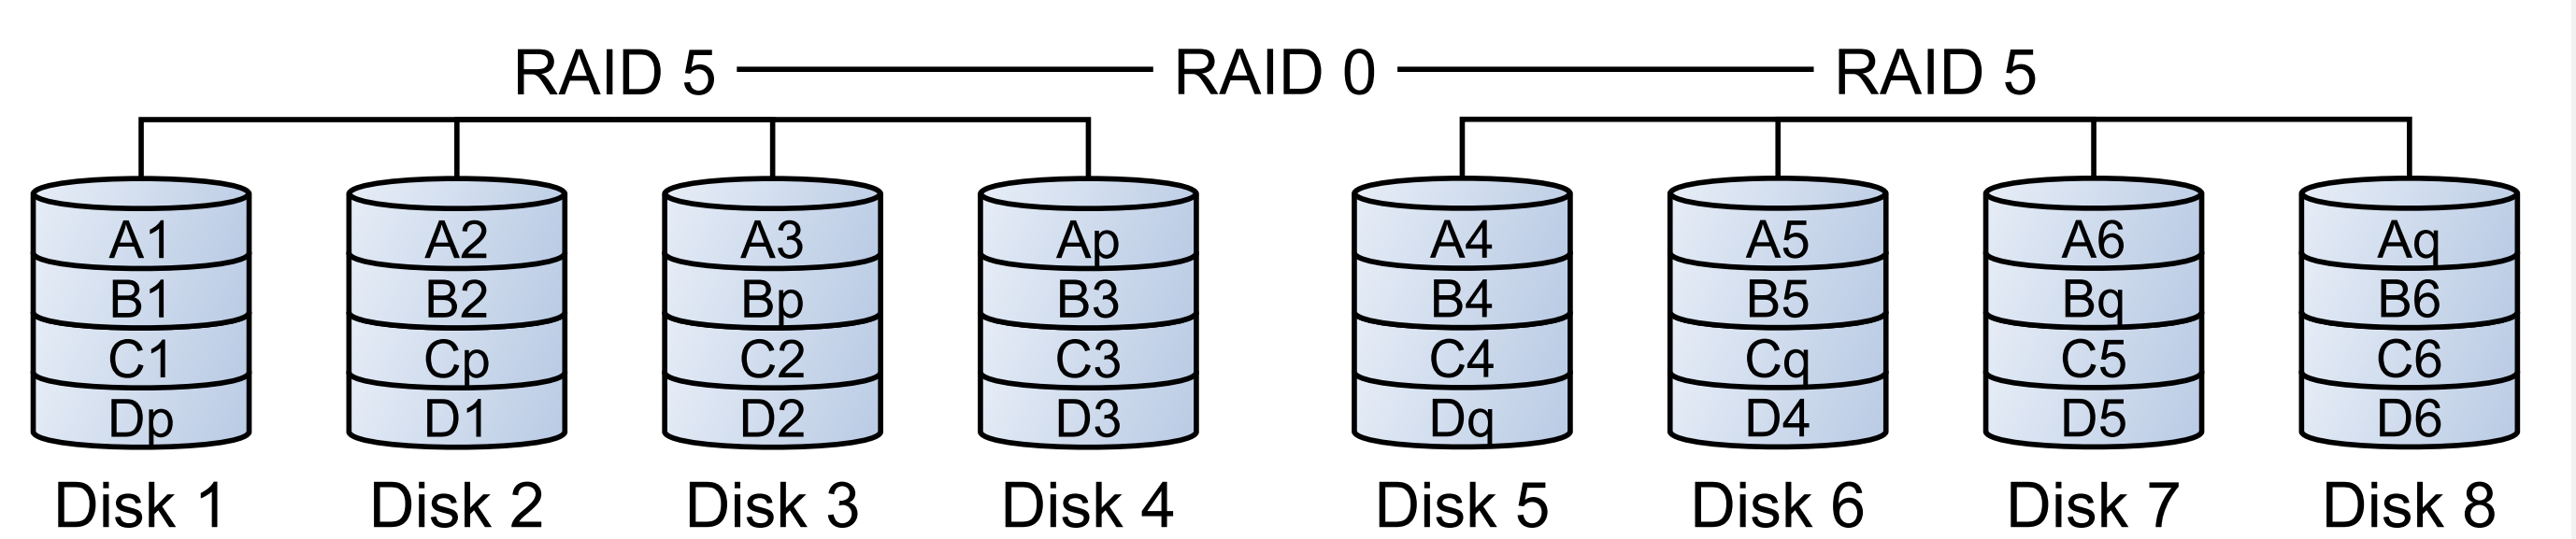 RAID 5 RAID 0 RAID 5
A1 A2 A3 Ap A4 A5 A6 Aq
B1 B2 Bp B3 B4 B5 Bq B6
C1 Cp C2 C3 C4 Cq C5 C6
Dp D1 D2 D3 Dq D4 D5 D6
Disk 1 Disk 2 Disk 3 Disk 4 Disk 5 Disk 6 Disk 7 Disk 8